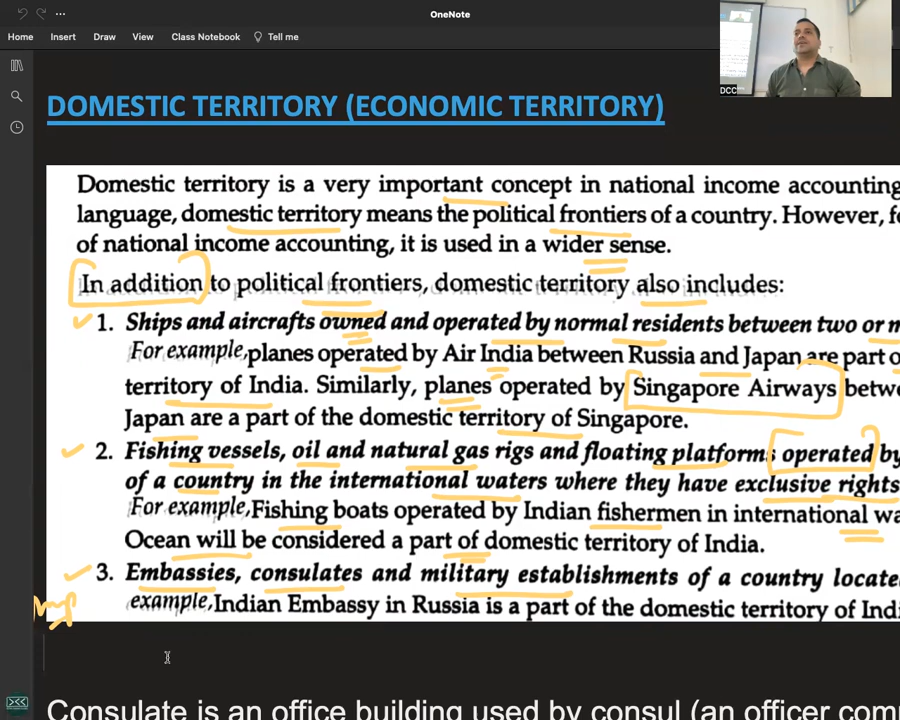 OneNote
Home Insert Draw View Class Notebook Tell me
DCC
DOMESTIC TERRITORY (ECONOMIC TERRITORY)
Domestic territory is a very important concept in national income accounting
language, domestic territory means the political frontiers of a country. However, f
of national income accounting, it is used in a wider sense.
In addition to political frontiers, domestic territory also includes:
1. Ships and aircrafts owned and operated by normal residents between two or
For example, planes operated by Air India between Russia and Japan are part o
territory of India. Similarly, planes operated by Singapore Airways betw
Japan are a part of the domestic territory of Singapore.
2. Fishing vessels, oil and natural gas rigs and floating platforms operated by
of a country in the international waters where they have exclusive rights
For example, Fishing boats operated by Indian fishermen in international wa
Ocean will be considered a part of domestic territory of India.
3. Embassies, consulates and military establishments of a country locate
example, Indian Embassy in Russia is a part of the domestic territory of Indi
Consulate is an office building used by consul (an officer com